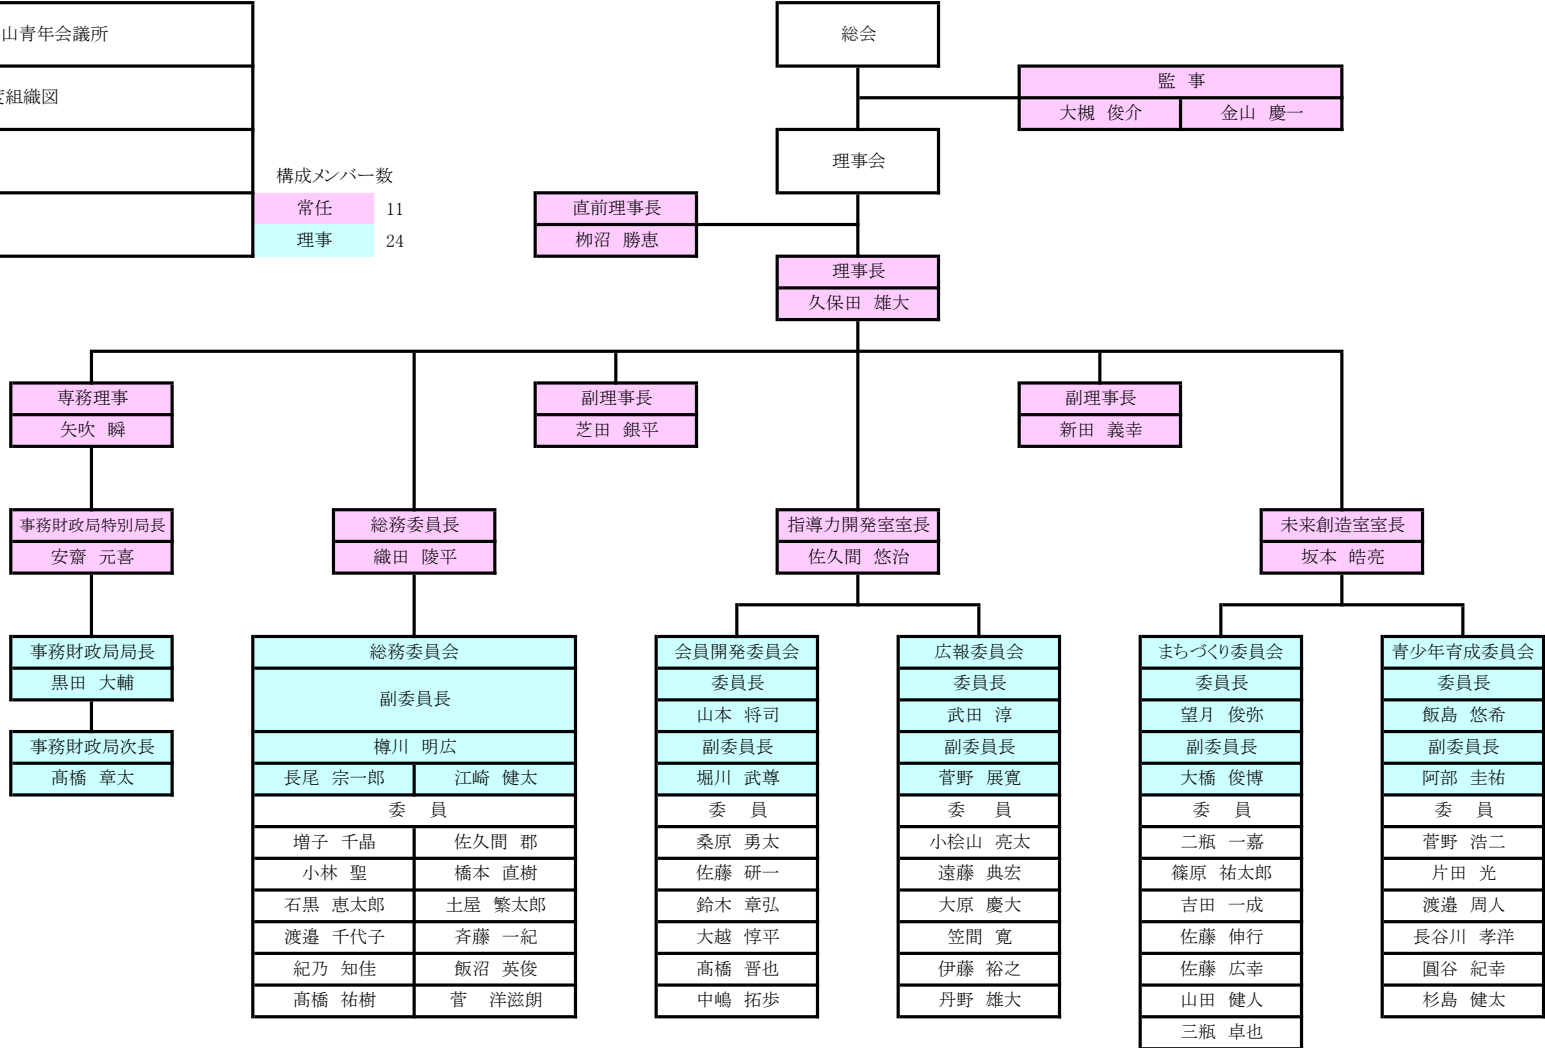 山青年会議所
組織図
総会
監 事
大槻 俊介 金山 慶一
理事会
構成メンバー数
常任 11
理事 24
直前理事長
栁沼 勝恵
理事長
久保田 雄大
専務理事
矢吹 瞬
副理事長
芝田 銀平
副理事長
新田 義幸
事務財政局特別局長
安齋 元喜
総務委員長
織田 陵平
指導力開発室室長
佐久間 悠治
未来創造室室長
坂本 皓亮
事務財政局局長
黒田 大輔
事務財政局次長
髙橋 章太
総務委員会
副委員長
樽川 明広
長尾 宗一郎 江崎 健太
委 員
増子 千晶 佐久間 郡
小林 聖 橋本 直樹
石黒 恵太郎 土屋 繁太郎
渡邉 千代子 斉藤 一紀
紀乃 知佳 飯沼 英俊
髙橋 祐樹 菅 洋滋朗
会員開発委員会
委員長
山本 将司
副委員長
堀川 武尊
委 員
桑原 勇太
佐藤 研一
鈴木 章弘
大越 惇平
髙橋 晋也
中嶋 拓歩
広報委員会
委員長
武田 淳
副委員長
菅野 展寛
委 員
小桧山 亮太
遠藤 典宏
大原 慶大
笠間 寛
伊藤 裕之
丹野 雄大
まちづくり委員会
委員長
望月 俊弥
副委員長
大橋 俊博
委 員
二瓶 一嘉
篠原 祐太郎
吉田 一成
佐藤 伸行
佐藤 広幸
山田 健人
三瓶 卓也
青少年育成委員会
委員長
飯島 悠希
副委員長
阿部 圭祐
委 員
菅野 浩二
片田 光
渡邉 周人
長谷川 孝洋
圓谷 紀幸
杉島 健太